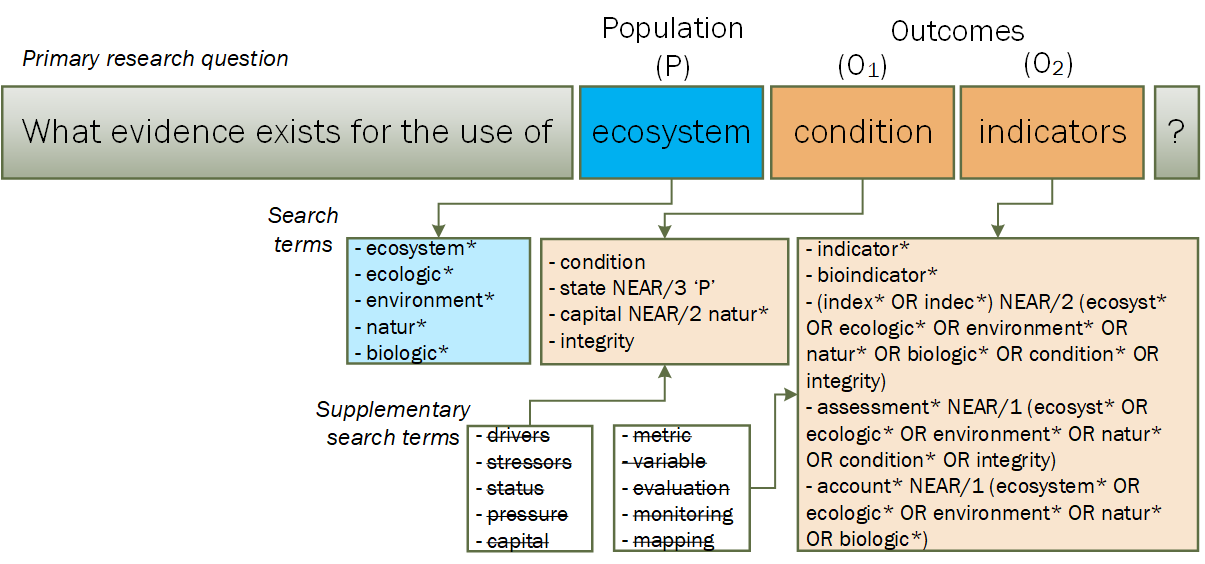 Primary research question
Population
(P)
Outcomes
(O₁)
(O₂)
What evidence exists for the use of
ecosystem
condition
indicators
?
Search
terms
- ecosystem*
- ecologic*
- environment*
- natur*
- biologic*
- condition
- state NEAR/3 ‘P’
- capital NEAR/2 natur*
- integrity
- indicator*
- bioindicator*
- (index* OR indec*) NEAR/2 (ecosyst*
OR ecologic* OR environment* OR
natur* OR biologic* OR condition* OR
integrity)
- assessment* NEAR/1 (ecosyst* OR
ecologic* OR environment* OR natur*
OR condition* OR integrity)
- account* NEAR/1 (ecosystem* OR
ecologic* OR environment* OR natur*
OR biologic*)
Supplementary
search terms
- drivers
- stressors
- status
- pressure
- capital
- metric
- variable
- evaluation
- monitoring
- mapping